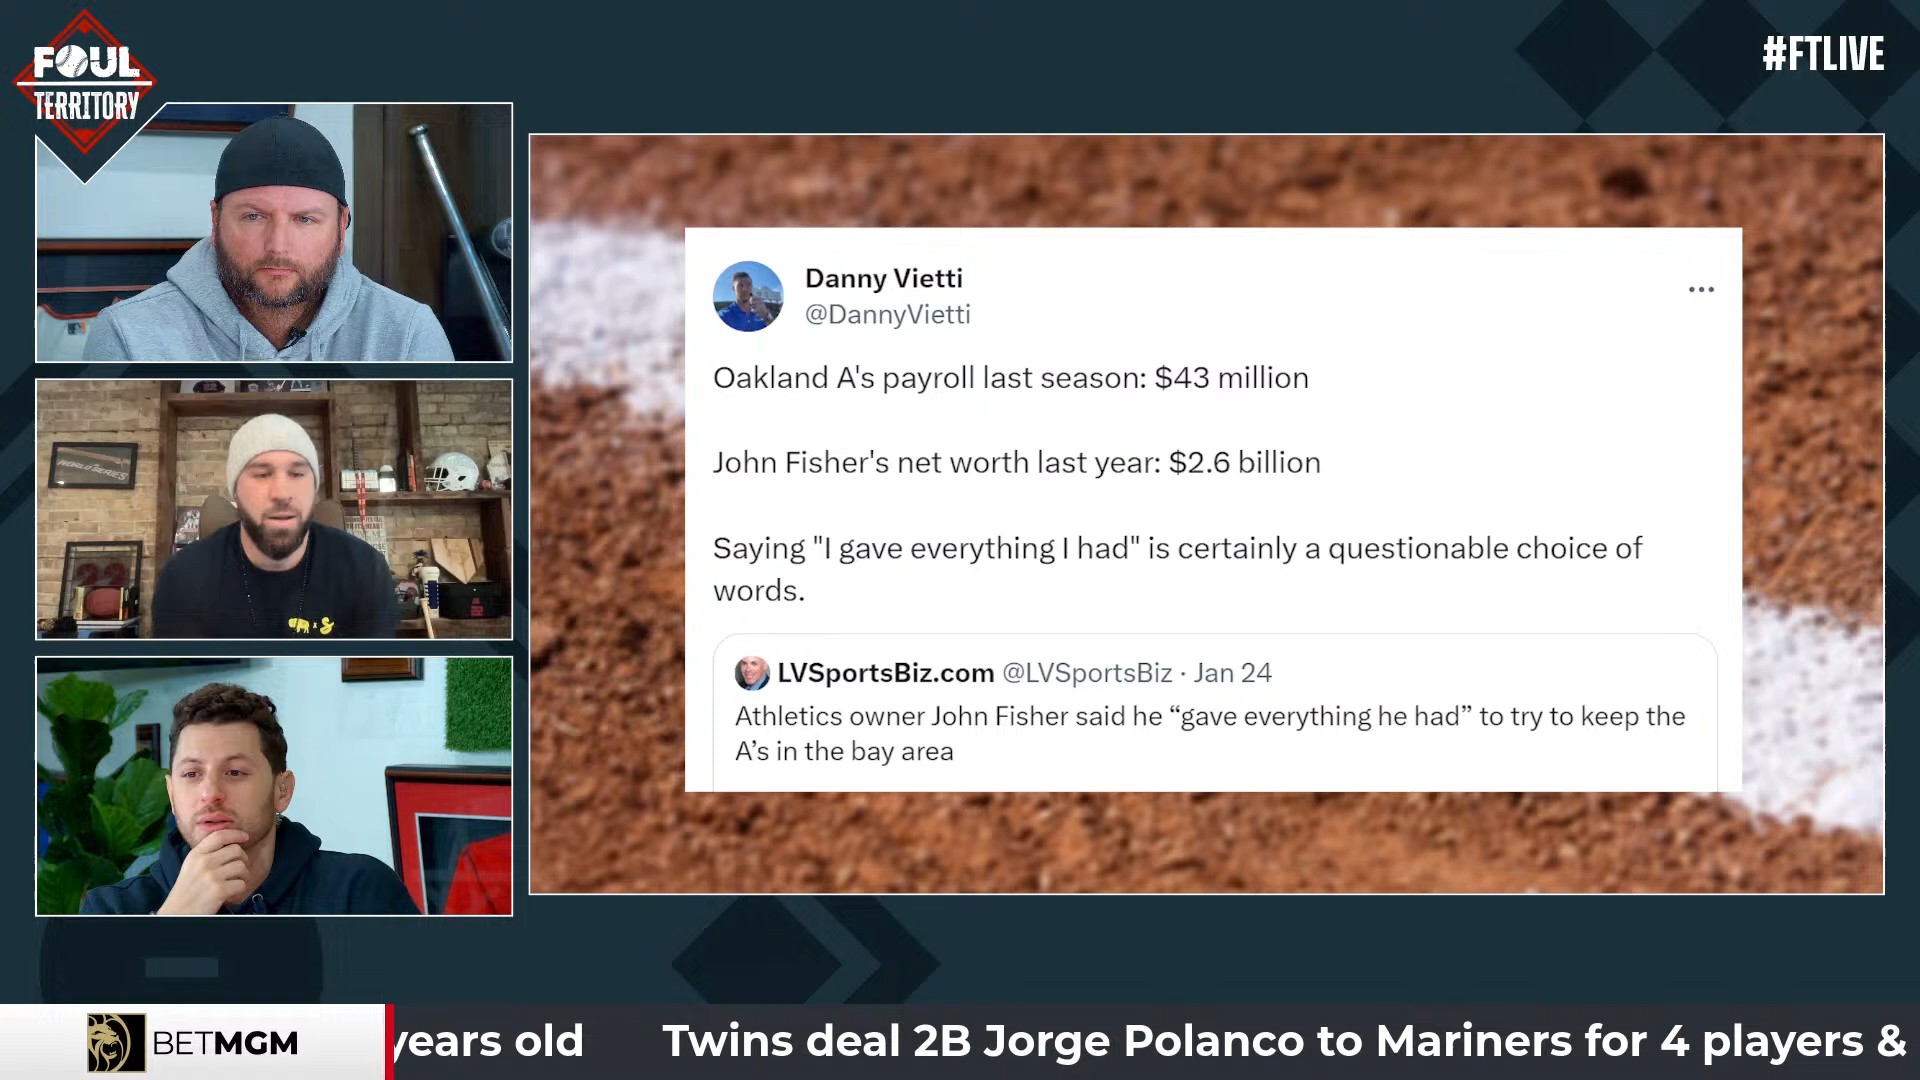 FOUL
TERRITORY
#FTLIVE
WORLD SERIES
22
Danny Vietti
@DannyVietti
Oakland A's payroll last season: $43 million
John Fisher's net worth last year: $2.6 billion
Saying "I gave everything I had" is certainly a questionable choice of
words.
LVSportsBiz.com @LVSportsBiz · Jan 24
Athletics owner John Fisher said he “gave everything he had” to try to keep the
A’s in the bay area
BETMGM
years old Twins deal 2B Jorge Polanco to Mariners for 4 players &